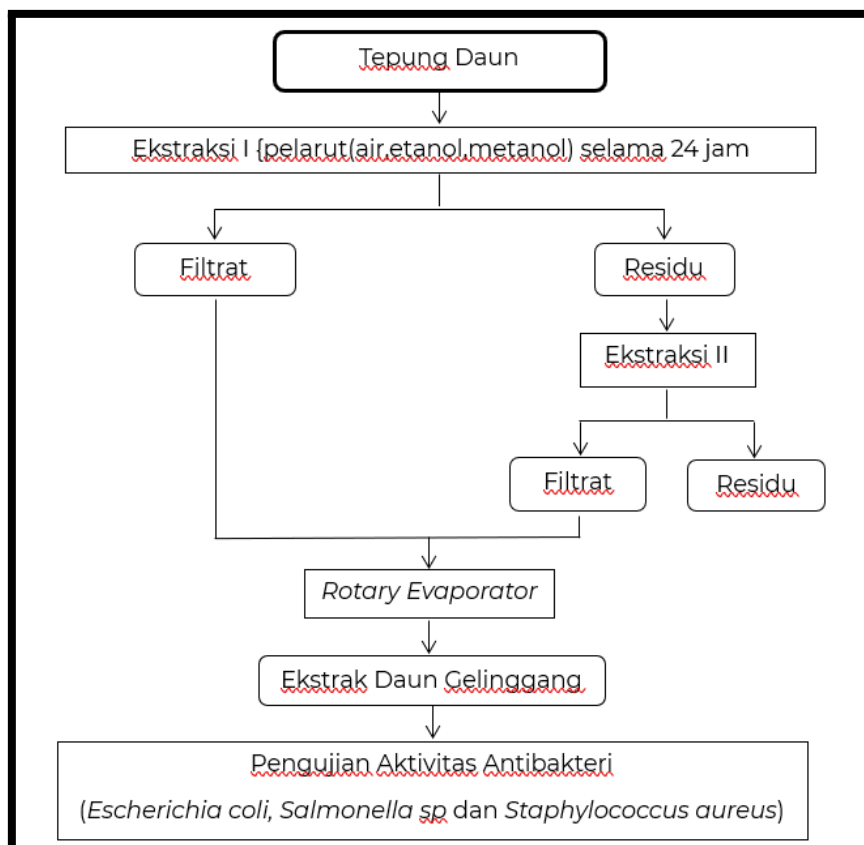 Tepung Daun
Ekstraksi I {pelarut(air,etanol,metanol) selama 24 jam
Filtrat
Residu
Ekstraksi II
Filtrat
Residu
Rotary Evaporator
Ekstrak Daun Gelinggang
Pengujian Aktivitas Antibakteri
(Escherichia coli, Salmonella sp dan Staphylococcus aureus)